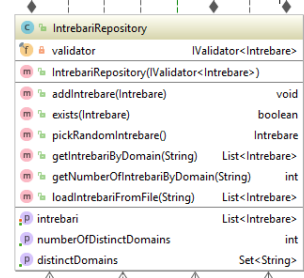 IntrebariRepository
validator IValidator<Intrebare>
IntrebariRepository(IValidator<Intrebare>)
addIntrebare(Intrebare) void
exists(Intrebare) boolean
pickRandomIntrebare() Intrebare
getIntrebariByDomain(String) List<Intrebare>
getNumberOfIntrebariByDomain(String) int
loadIntrebariFromFile(String) List<Intrebare>
intrebari List<Intrebare>
numberOfDistinctDomains int
distinctDomains Set<String>